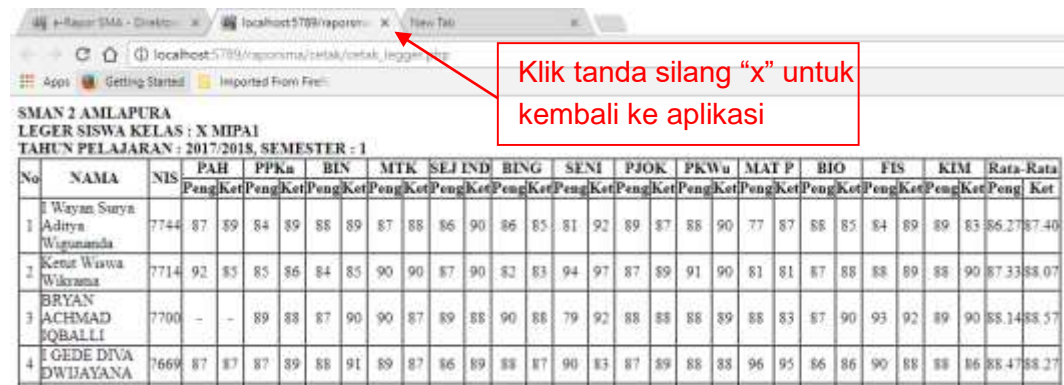 e-Rapor SMA - Direktor
localhost:5789/raporsm
New Tab
localhost:5789/raporsma/cetak/cetak_legger.php
Apps
Getting Started
Imported From Fire
Klik tanda silang “x” untuk
kembali ke aplikasi
SMAN 2 AMLAPURA
LEGER SISWA KELAS : X MIPA1
TAHUN PELAJARAN : 2017/2018, SEMESTER : 1
No NAMA NIS PAH PPKn BIN MTK SEJ IND BING SENI PJOK PKWu MAT P BIO FIS KIM Rata-Rata
Peng Ket Peng Ket Peng Ket Peng Ket Peng Ket Peng Ket Peng Ket Peng Ket Peng Ket Peng Ket Peng Ket Peng Ket Peng Ket Peng Ket
I Wayan Surya
1 Aditya 7744 87 89 84 89 88 89 87 88 86 90 86 85 81 92 89 87 88 90 77 87 88 85 84 89 89 83 86.27 87.40
Wigunanda
Ketut Wiswa
2 7714 92 85 85 86 84 85 90 90 87 90 82 83 94 97 87 89 91 90 81 81 87 88 88 89 88 90 87.33 88.07
Wikrama
BRYAN
3 ACHMAD 7700 - - 89 88 87 90 90 87 89 88 90 88 79 92 88 88 88 89 88 83 87 90 93 92 89 90 88.14 88.57
IQBALLI
I GEDE DIVA
4 7669 87 87 87 89 88 91 89 87 86 89 88 87 90 83 87 89 88 88 96 95 86 86 90 88 88 86 88.47 88.27
DWIJAYANA